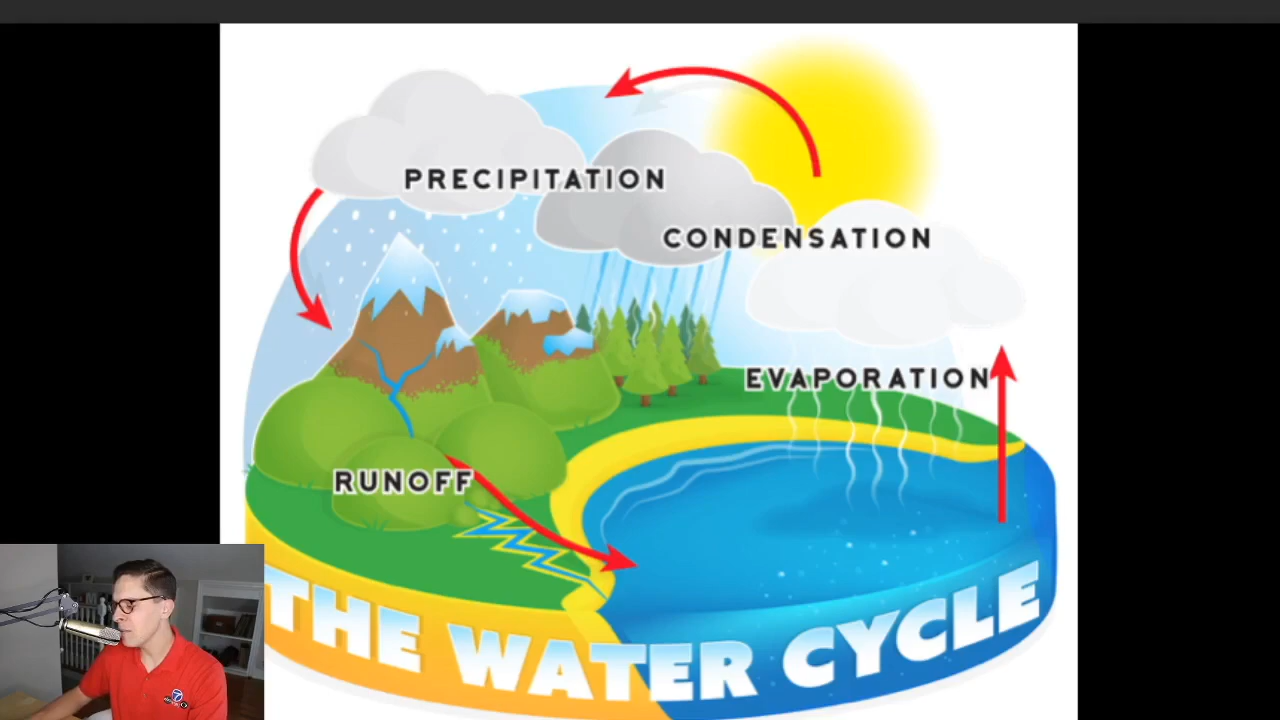 PRECIPITATION
CONDENSATION
EVAPORATION
RUNOFF
THE WATER CYCLE